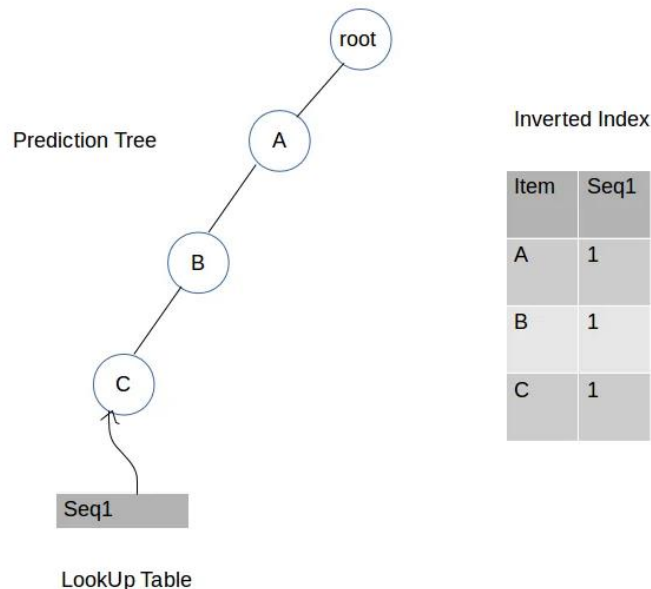 root
A
Prediction Tree
B
C
Seq1
LookUp Table
Inverted Index
Item Seq1
A 1
B 1
C 1